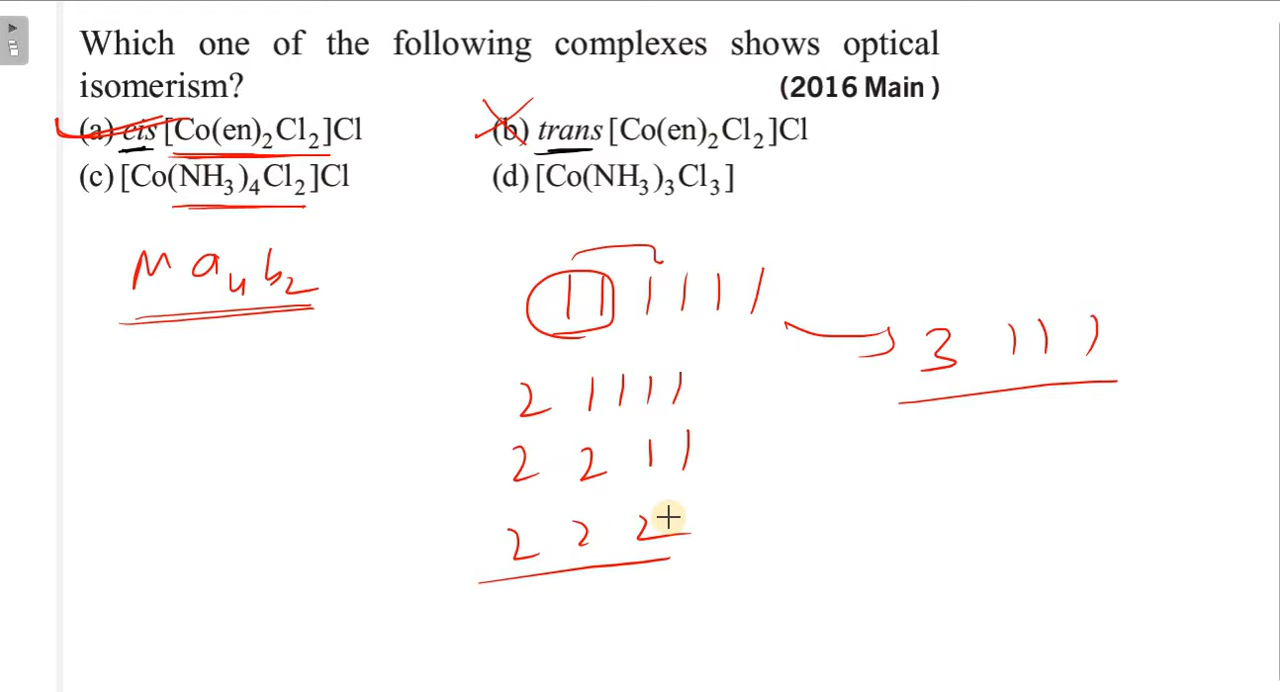 Which one of the following complexes shows optical
isomerism? (2016 Main )
(a) cis [Co(en)₂Cl₂]Cl (b) trans [Co(en)₂Cl₂]Cl
(c) [Co(NH₃)₄Cl₂]Cl (d) [Co(NH₃)₃Cl₃]
M a₄ b₂
1 1 1 1 1 1
3 1 1 1
2 1 1 1 1
2 2 1 1
2 2 2